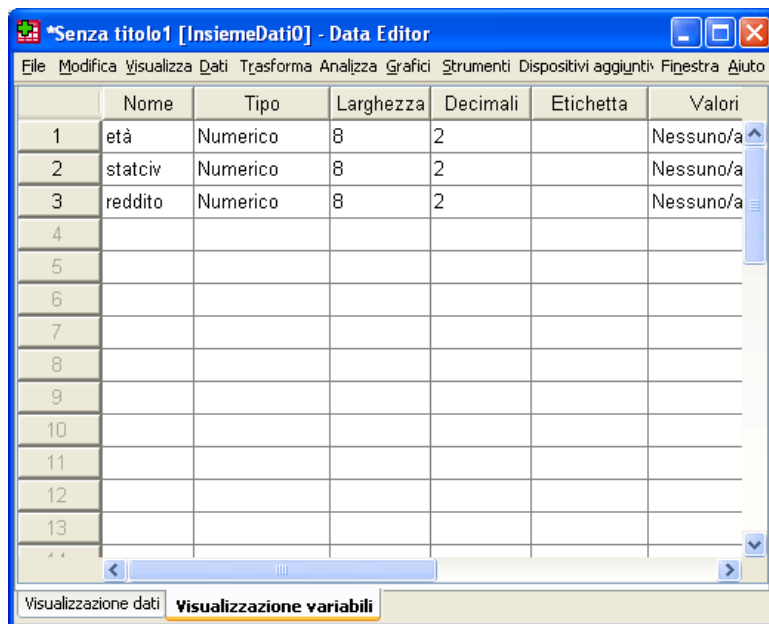 *Senza titolo1 [InsiemeDati0] - Data Editor
File Modifica Visualizza Dati Trasforma Analizza Grafici Strumenti Dispositivi aggiuntiv Finestra Aiuto
Nome Tipo Larghezza Decimali Etichetta Valori
1 età Numerico 8 2 Nessuno/a
2 statciv Numerico 8 2 Nessuno/a
3 reddito Numerico 8 2 Nessuno/a
4
5
6
7
8
9
10
11
12
13
Visualizzazione dati Visualizzazione variabili